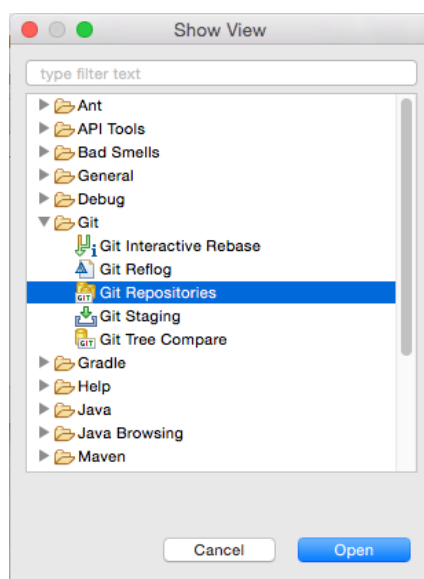 Show View
type filter text
Ant
API Tools
Bad Smells
General
Debug
Git
Git Interactive Rebase
Git Reflog
Git Repositories
Git Staging
Git Tree Compare
Gradle
Help
Java
Java Browsing
Maven
Cancel
Open